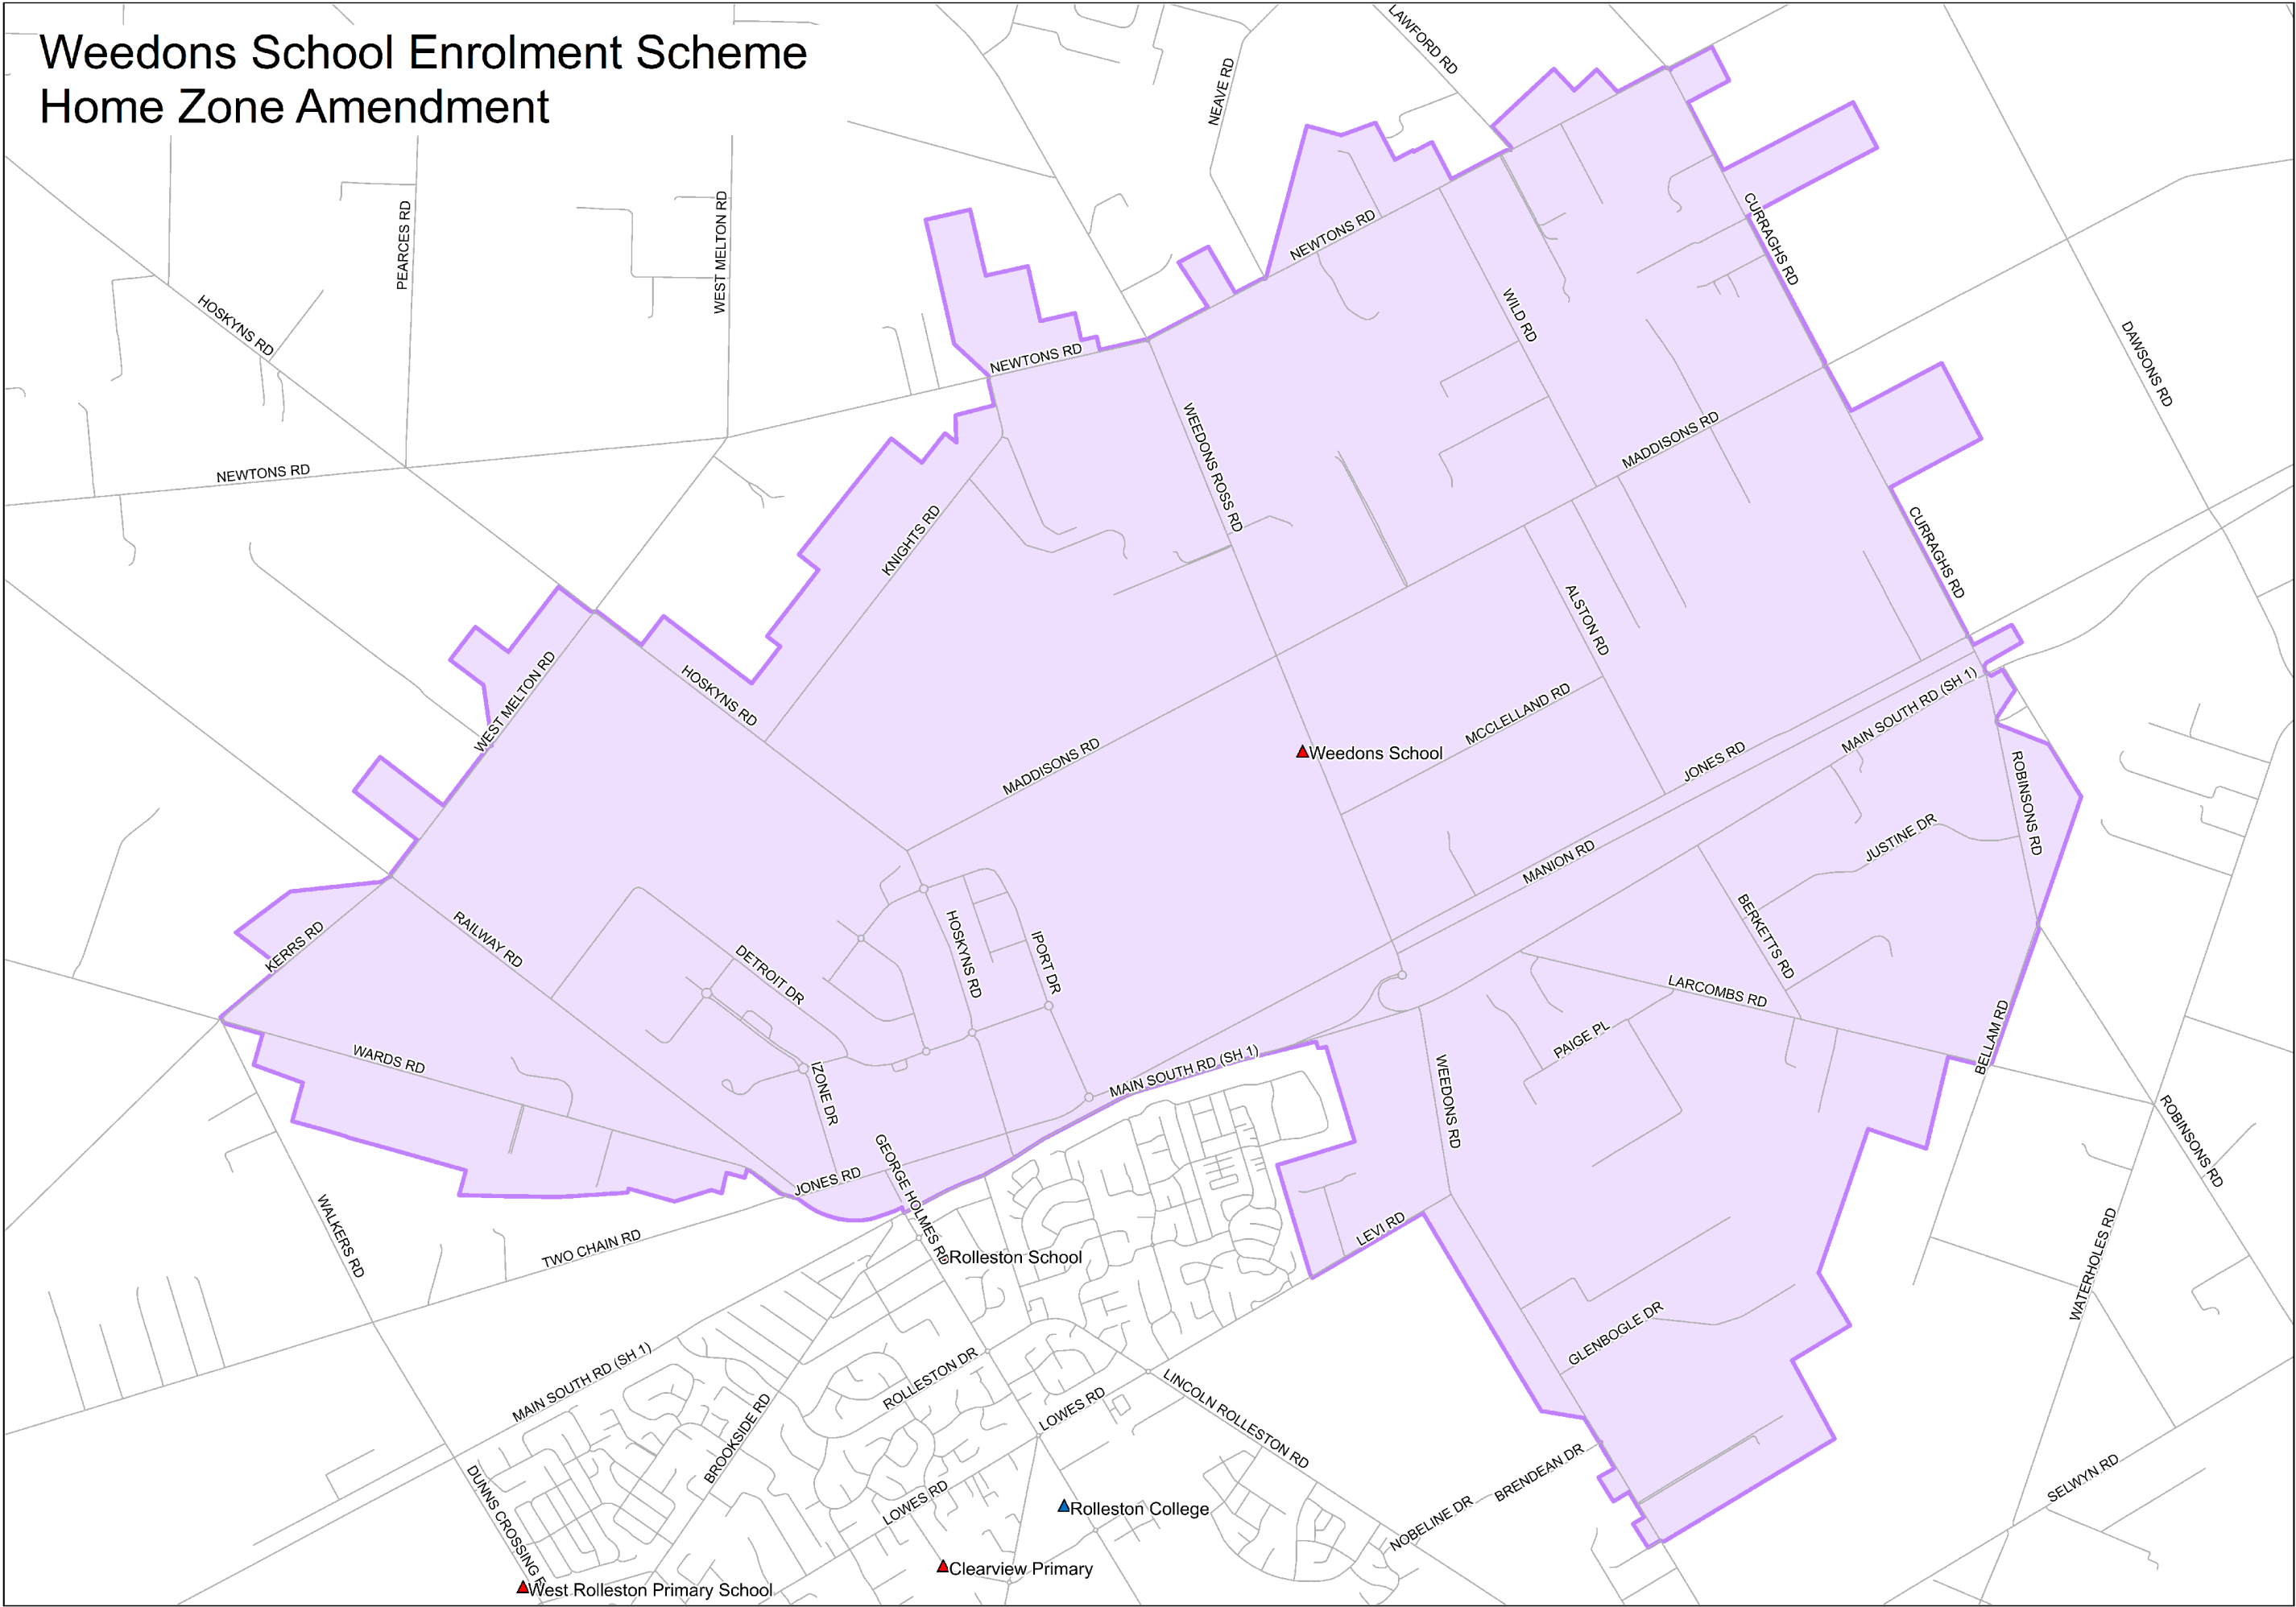 Weedons School Enrolment Scheme
Home Zone Amendment
LAWFORD RD
NEAVE RD
PEARCES RD
WEST MELTON RD
NEWTONS RD
CURRAGHS RD
HOSKYNS RD
WILD RD
DAWSONS RD
NEWTONS RD
WEEDONS ROSS RD
MADDISONS RD
NEWTONS RD
KNIGHTS RD
CURRAGHS RD
ALSTON RD
WEST MELTON RD
HOSKYNS RD
MCCLELLAND RD
MAIN SOUTH RD (SH 1)
MADDISONS RD
Weedons School
JONES RD
ROBINSONS RD
MANION RD
JUSTINE DR
KERRS RD
RAILWAY RD
DETROIT DR
HOSKYNS RD
IPORT DR
BERKETTS RD
LARCOMBS RD
WARDS RD
IZONE DR
MAIN SOUTH RD (SH 1)
PAIGE PL
BELLAM RD
WEEDONS RD
ROBINSONS RD
GEORGE HOLMES RD
JONES RD
WALKERS RD
TWO CHAIN RD
LEVI RD
Rolleston School
WATERHOLES RD
GLENBOGLE DR
MAIN SOUTH RD (SH 1)
ROLLESTON DR
BROOKSIDE RD
LOWES RD
LINCOLN ROLLESTON RD
DUNNS CROSSING R
LOWES RD
Rolleston College
NOBELINE DR
BRENDEAN DR
SELWYN RD
Clearview Primary
West Rolleston Primary School